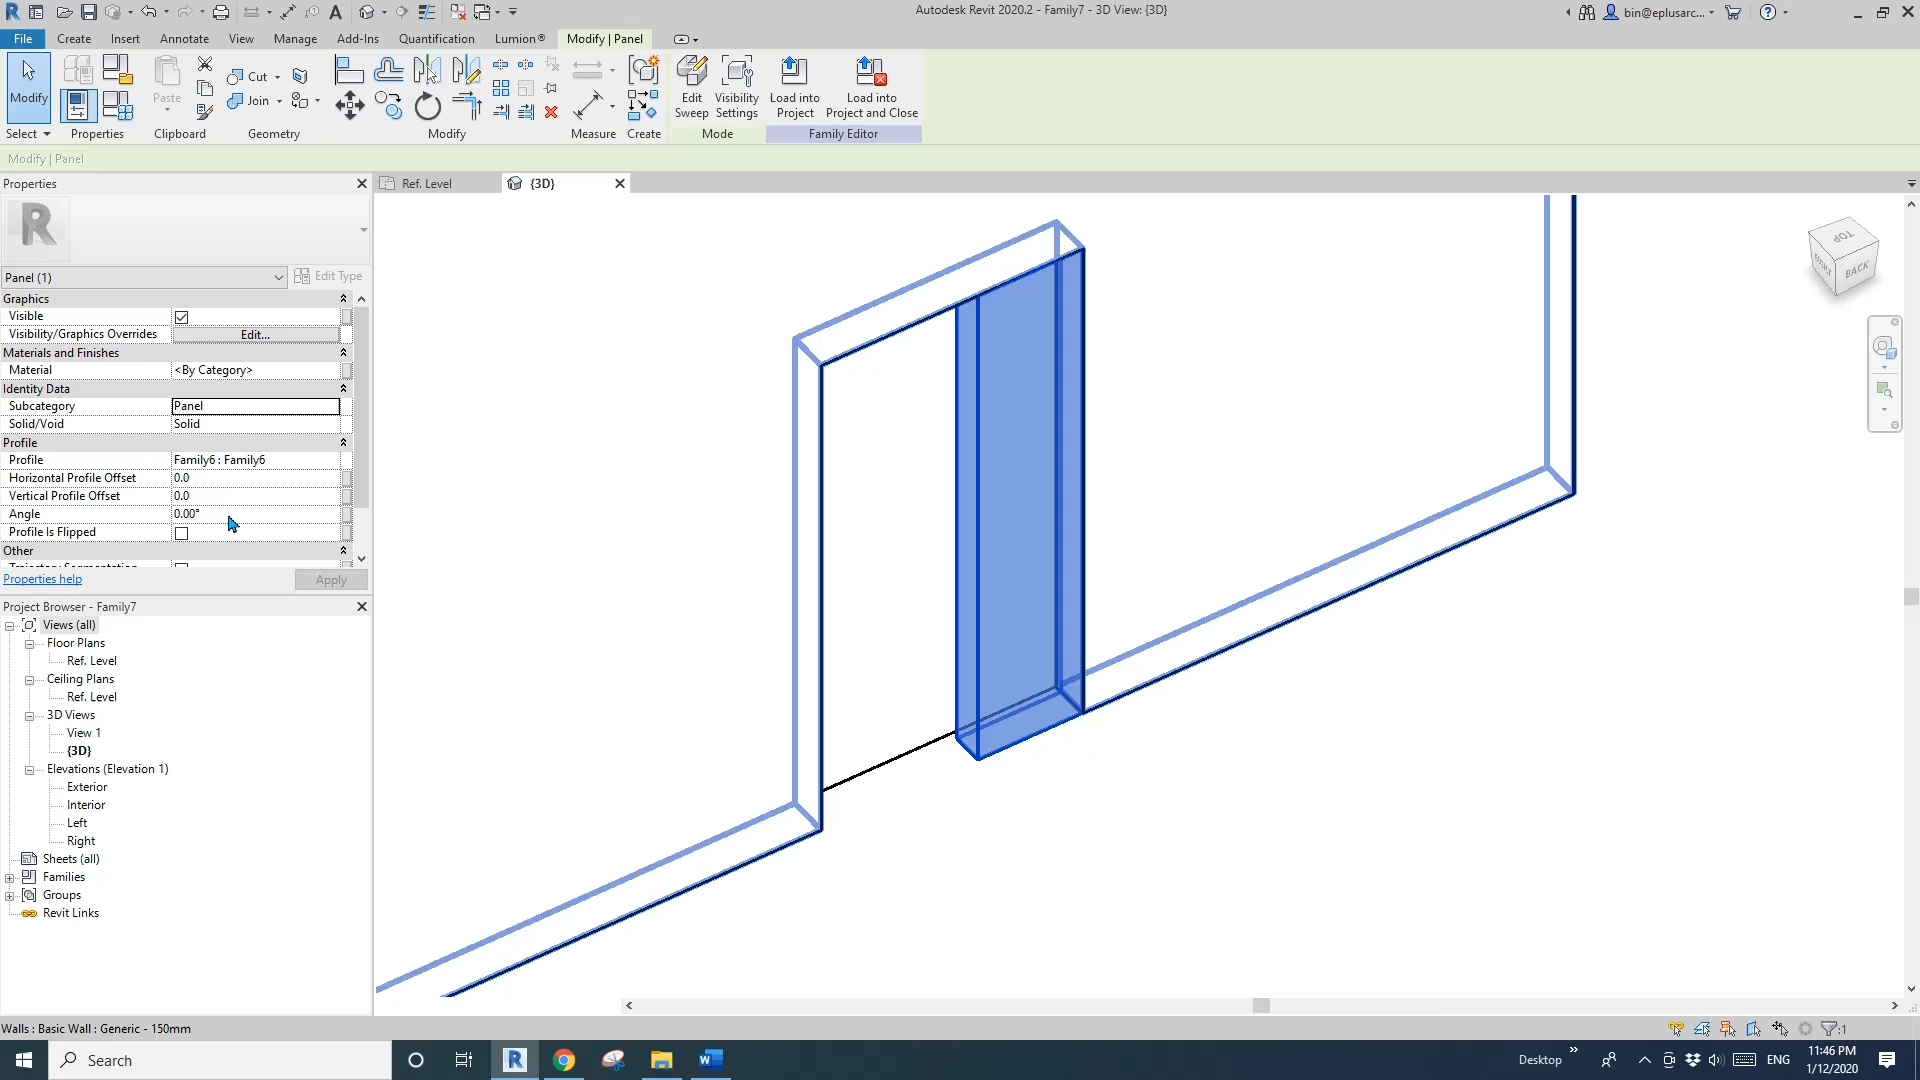 Autodesk Revit 2020.2 - Family7 - 3D View: {3D}
bin@eplusarc...
File Create Insert Annotate View Manage Add-Ins Quantification Lumion® Modify | Panel
Modify
Paste
Cut
Join
Edit Sweep
Visibility Settings
Load into Project
Load into Project and Close
Select Properties Clipboard Geometry Modify Measure Create Mode Family Editor
Modify | Panel
Properties
Ref. Level
{3D}
Panel (1)
Edit Type
Graphics
Visible
Visibility/Graphics Overrides Edit...
Materials and Finishes
Material <By Category>
Identity Data
Subcategory Panel
Solid/Void Solid
Profile
Profile Family6 : Family6
Horizontal Profile Offset 0.0
Vertical Profile Offset 0.0
Angle 0.00°
Profile Is Flipped
Other
Trajectory Segmentation
Properties help
Apply
Project Browser - Family7
Views (all)
Floor Plans
Ref. Level
Ceiling Plans
Ref. Level
3D Views
View 1
{3D}
Elevations (Elevation 1)
Exterior
Interior
Left
Right
Sheets (all)
Families
Groups
Revit Links
TOP
RIGHT
BACK
Walls : Basic Wall : Generic - 150mm
:1
Search
Desktop
ENG
11:46 PM
1/12/2020